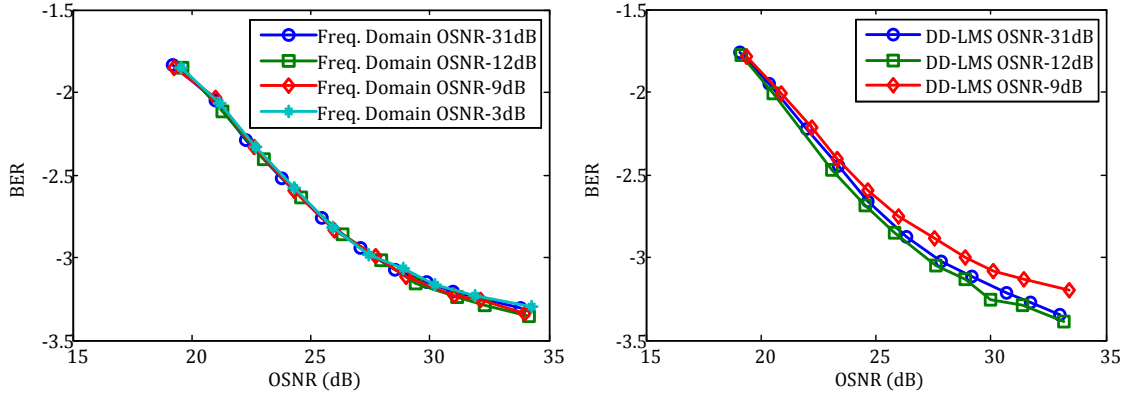 Freq. Domain OSNR-31dB
Freq. Domain OSNR-12dB
Freq. Domain OSNR-9dB
Freq. Domain OSNR-3dB
BER
-1.5
-2
-2.5
-3.0
-3.5
15
20
25
30
35
OSNR (dB)
DD-LMS OSNR-31dB
DD-LMS OSNR-12dB
DD-LMS OSNR-9dB
BER
-1.5
-2
-2.5
-3.0
-3.5
15
20
25
30
35
OSNR (dB)